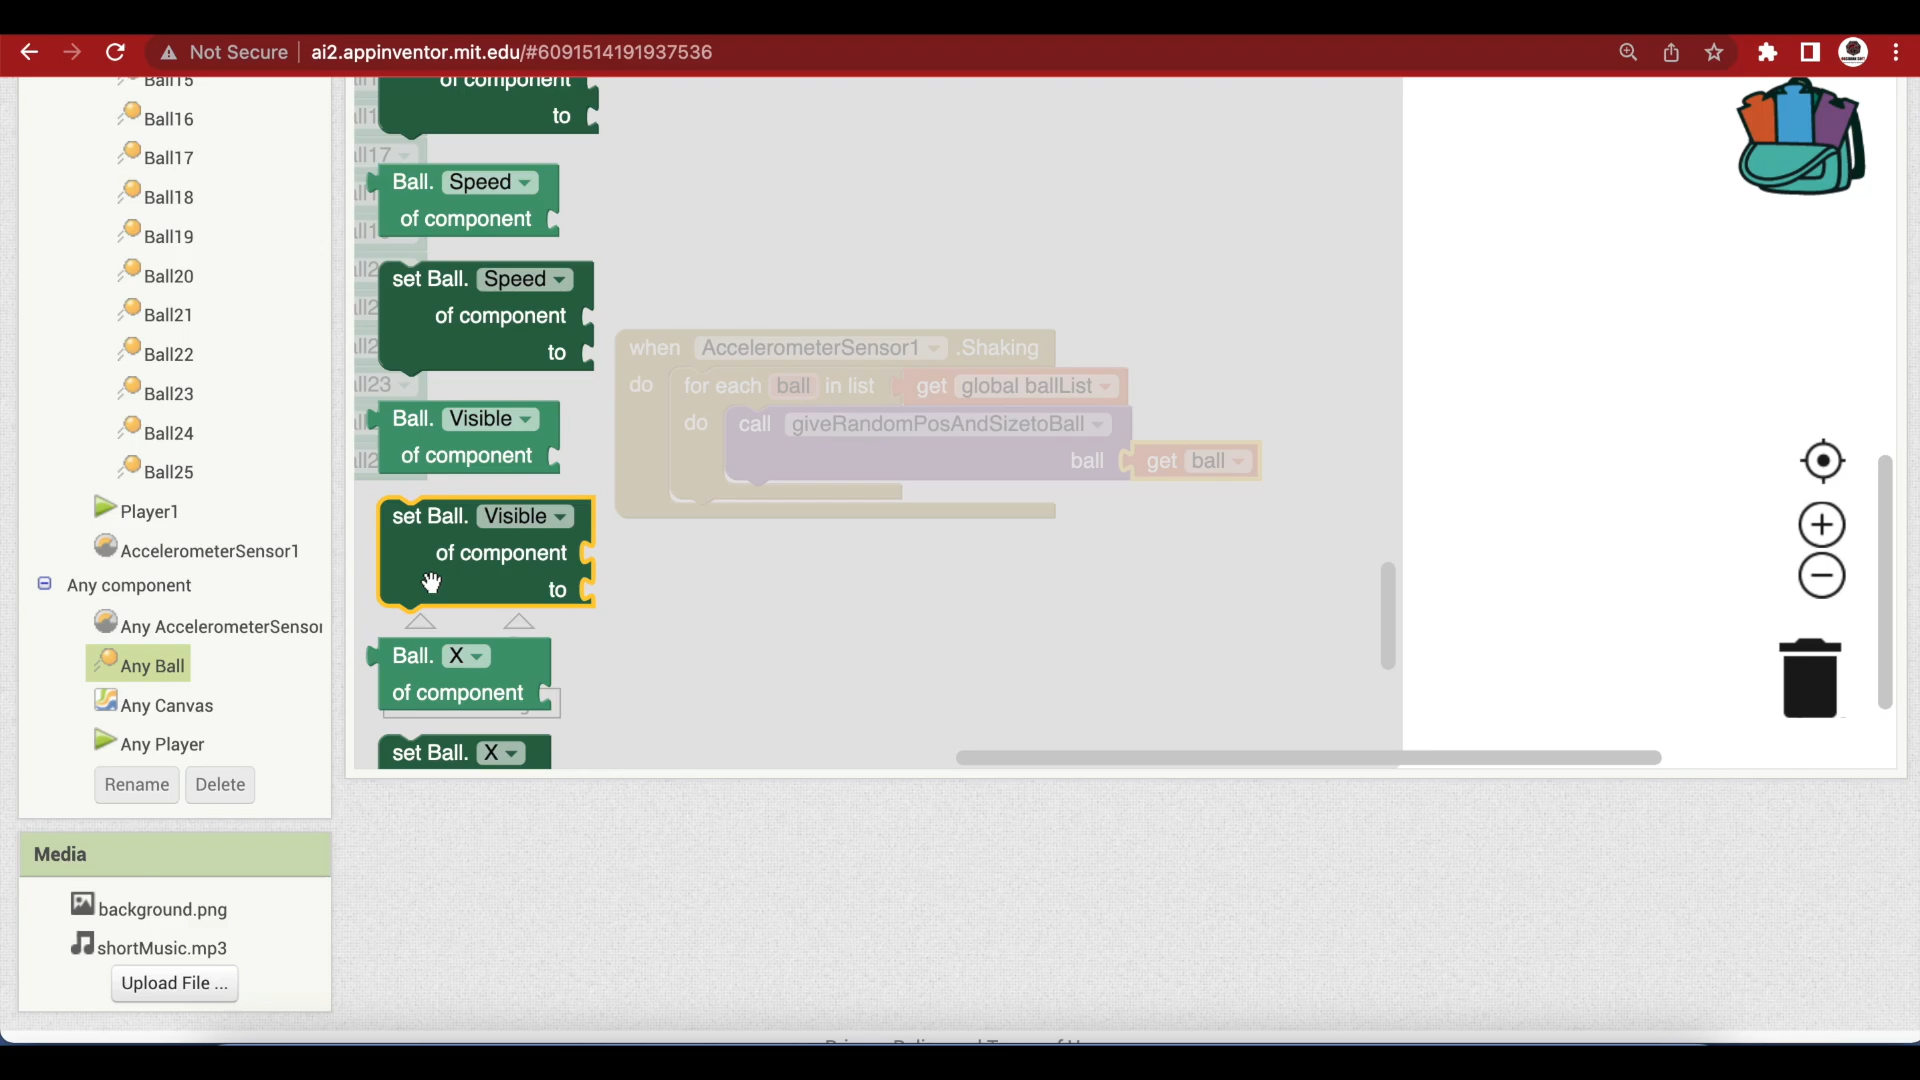 Not Secure | ai2.appinventor.mit.edu/#6091514191937536
Ball15
Ball16
Ball17
Ball18
Ball19
Ball20
Ball21
Ball22
Ball23
Ball24
Ball25
Player1
AccelerometerSensor1
Any component
Any AccelerometerSensor
Any Ball
Any Canvas
Any Player
Rename Delete
Media
background.png
shortMusic.mp3
Upload File ...
of component
to
Ball. Speed
of component
set Ball. Speed
of component
to
Ball. Visible
of component
set Ball. Visible
of component
to
Ball. X
of component
set Ball. X
when AccelerometerSensor1 .Shaking
do for each ball in list get global ballList
do call giveRandomPosAndSizetoBall
ball get ball